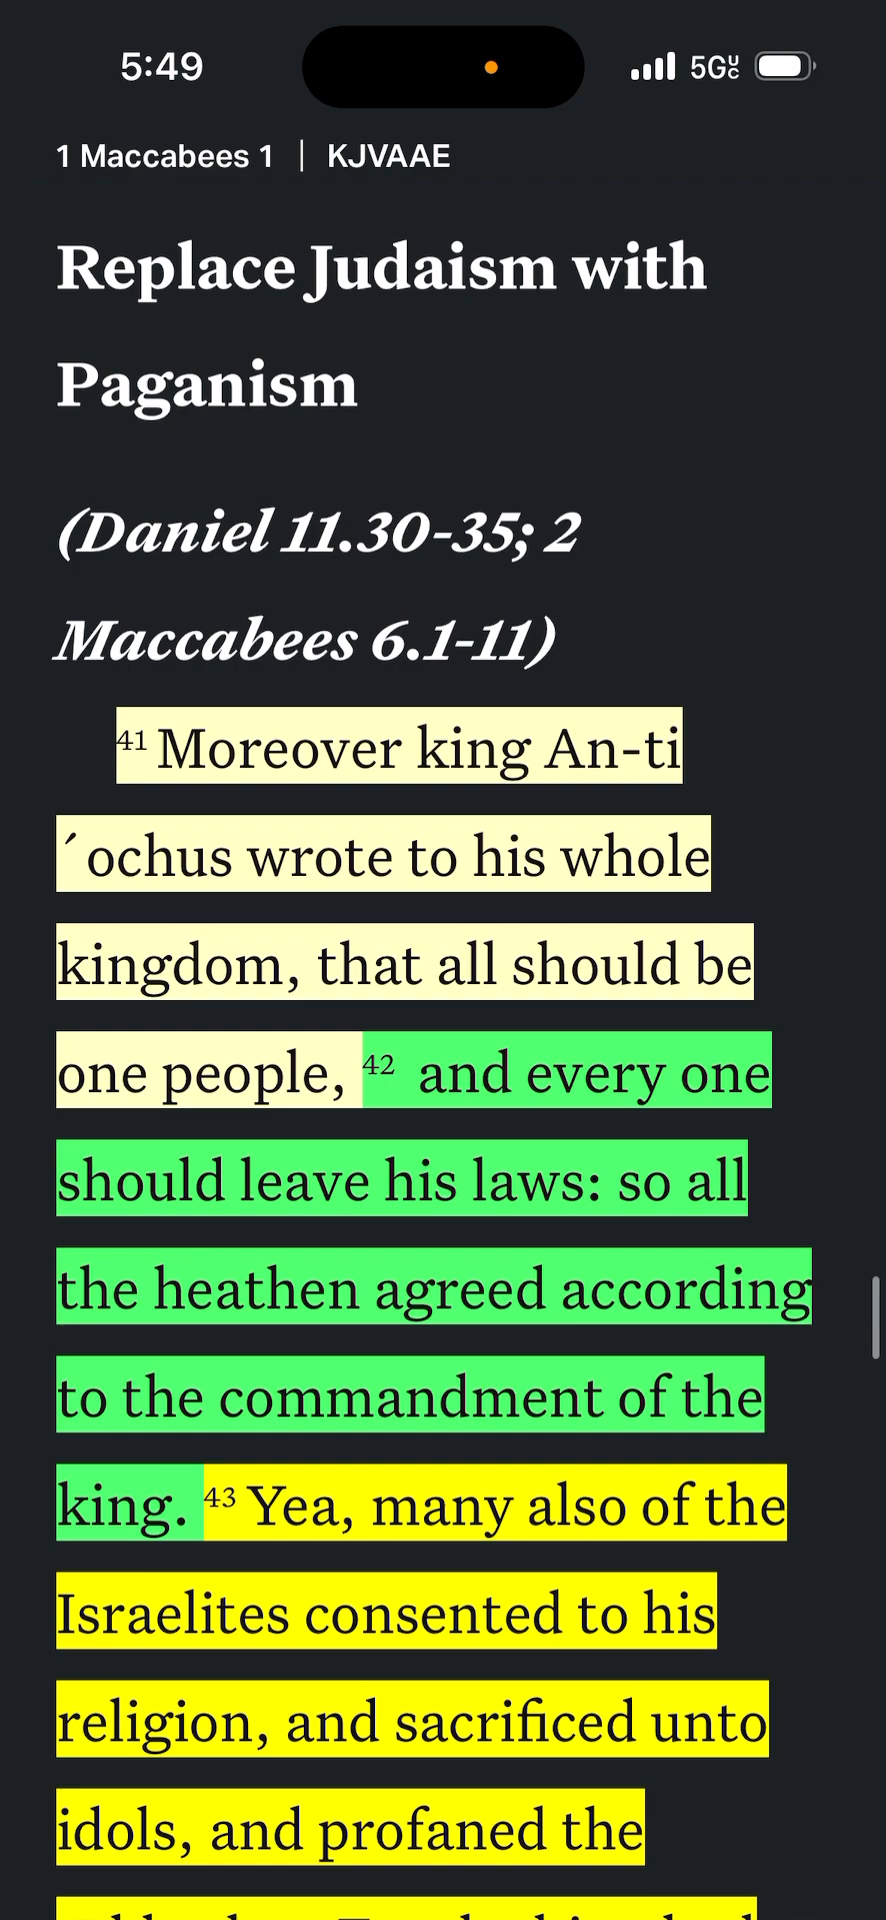 5:49 5Gᵁc
1 Maccabees 1 | KJVAAE
Replace Judaism with
Paganism
(Daniel 11.30-35; 2
Maccabees 6.1-11)
41 Moreover king An-ti
´ochus wrote to his whole
kingdom, that all should be
one people, 42 and every one
should leave his laws: so all
the heathen agreed according
to the commandment of the
king. 43 Yea, many also of the
Israelites consented to his
religion, and sacrificed unto
idols, and profaned the